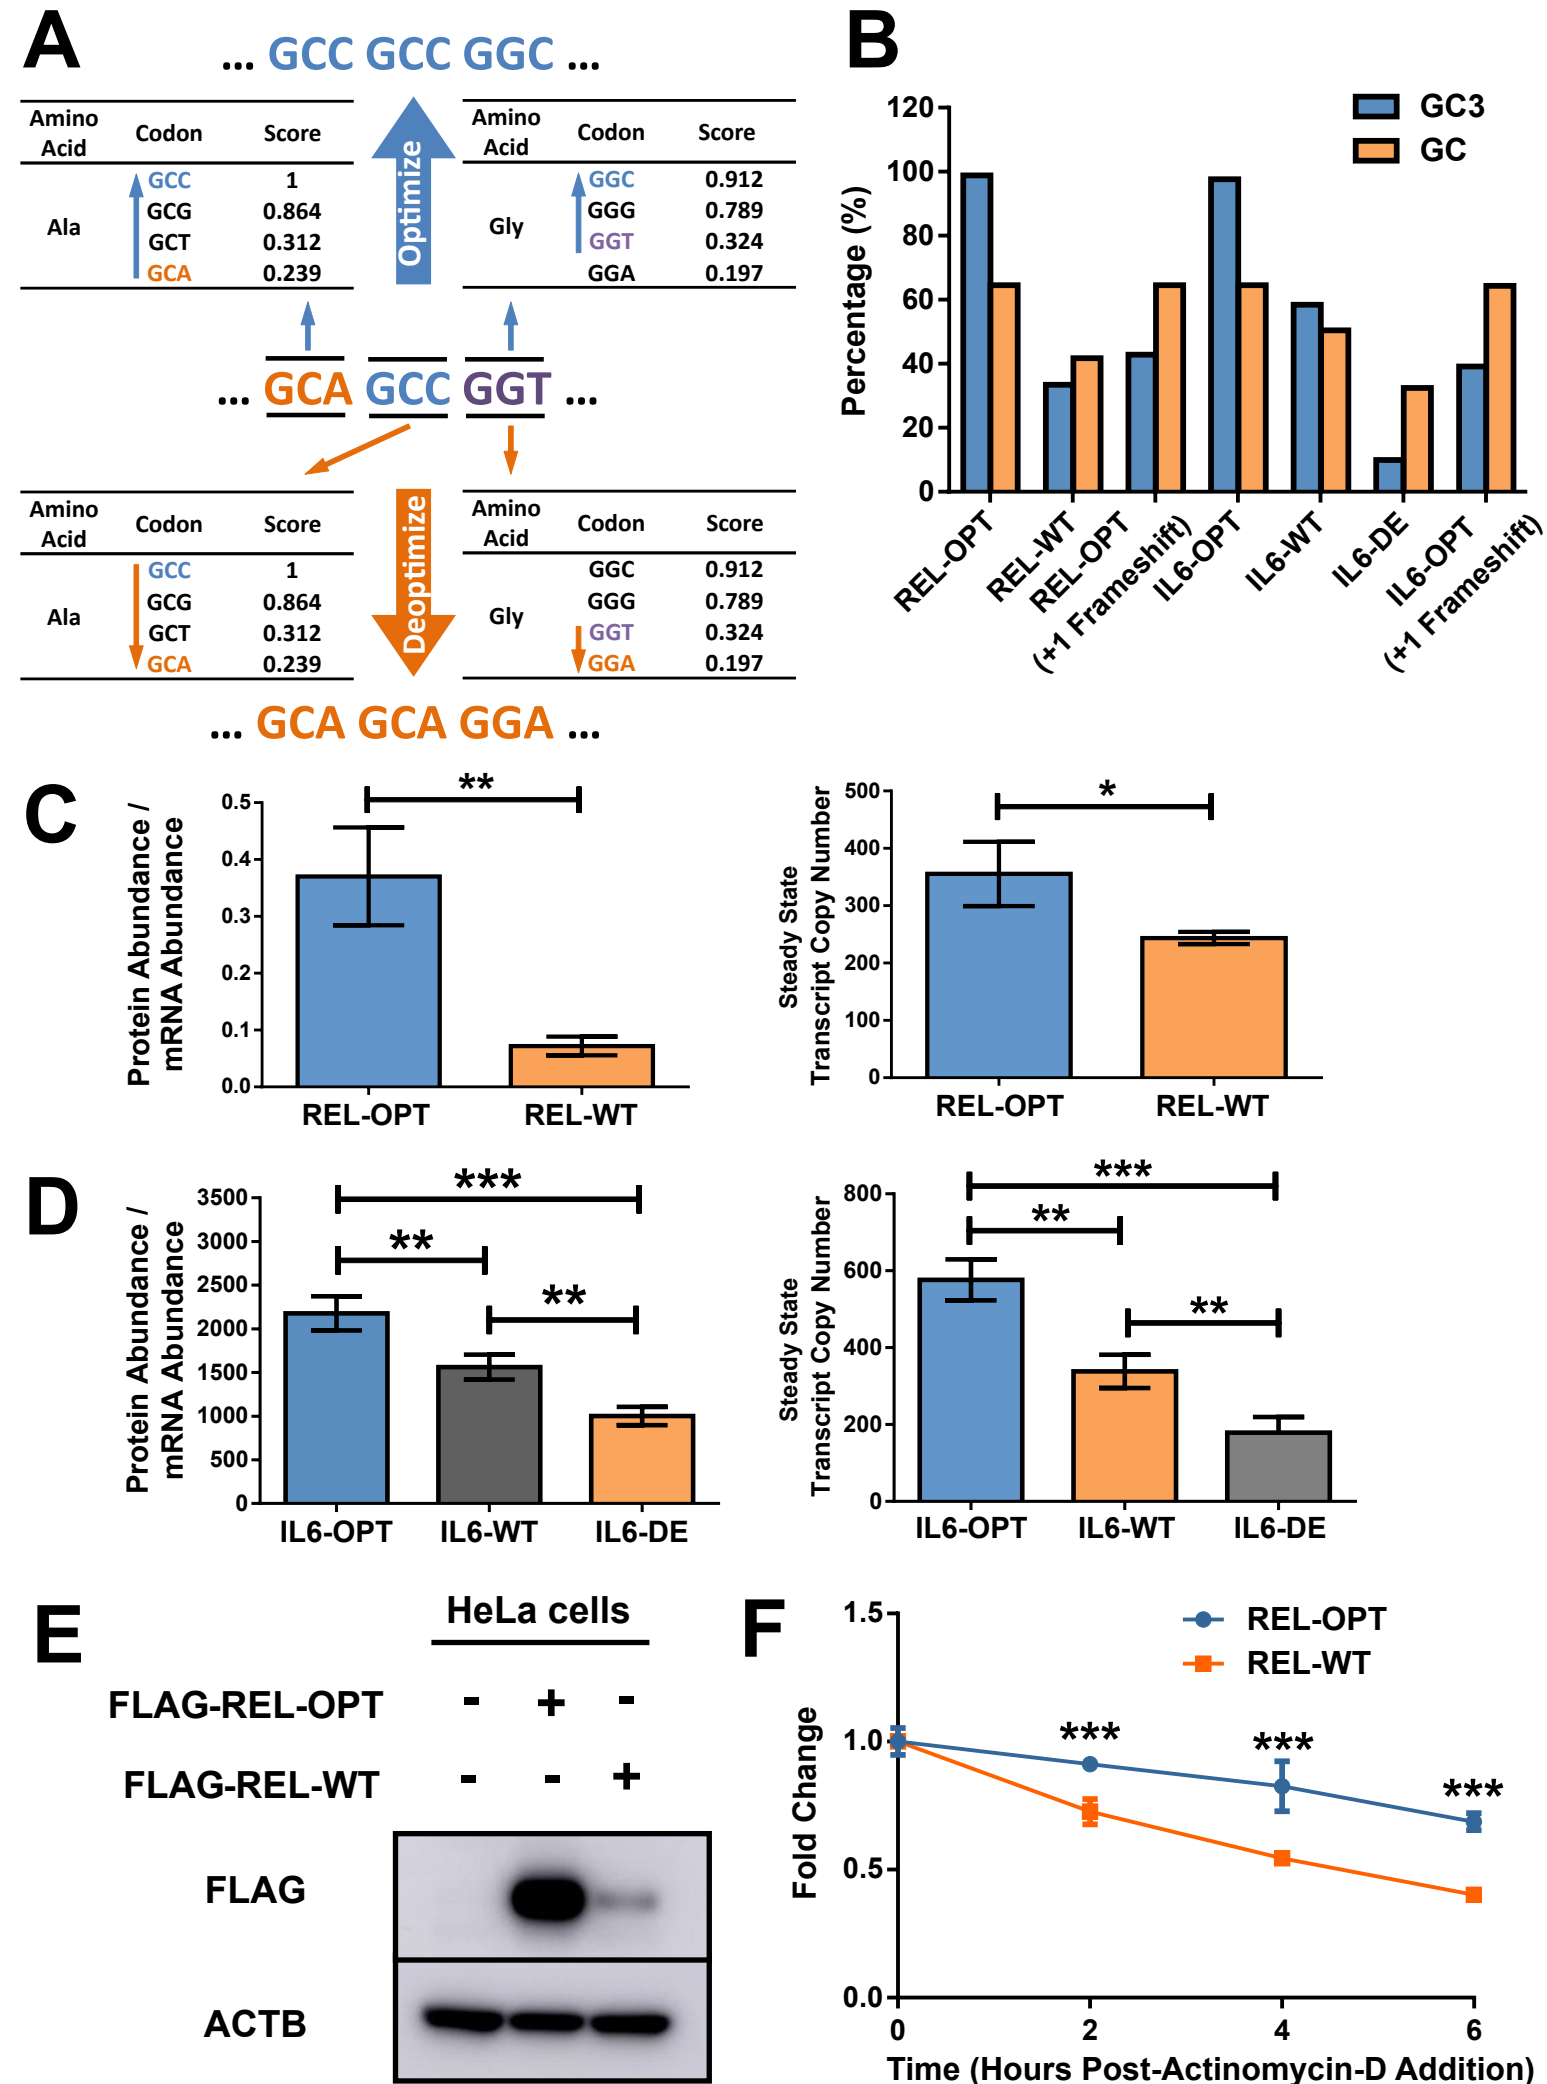 A
... GCC GCC GGC ...
Amino Acid Codon Score
Ala
GCC 1
GCG 0.864
GCT 0.312
GCA 0.239
Optimize
Amino Acid Codon Score
Gly
GGC 0.912
GGG 0.789
GGT 0.324
GGA 0.197
... GCA GCC GGT ...
Amino Acid Codon Score
Ala
GCC 1
GCG 0.864
GCT 0.312
GCA 0.239
Deoptimize
Amino Acid Codon Score
Gly
GGC 0.912
GGG 0.789
GGT 0.324
GGA 0.197
... GCA GCA GGA ...
B
GC3
GC
Percentage (%)
120
100
80
60
40
20
0
REL-OPT
REL-WT
REL-OPT
(+1 Frameshift)
IL6-OPT
IL6-WT
IL6-DE
IL6-OPT
(+1 Frameshift)
C
Protein Abundance /
mRNA Abundance
0.5
0.4
0.3
0.2
0.1
0.0
**
REL-OPT
REL-WT
Steady State
Transcript Copy Number
500
400
300
200
100
0
*
REL-OPT
REL-WT
D
Protein Abundance /
mRNA Abundance
3500
3000
2500
2000
1500
1000
500
0
***
**
**
IL6-OPT
IL6-WT
IL6-DE
Steady State
Transcript Copy Number
800
600
400
200
0
***
**
**
IL6-OPT
IL6-WT
IL6-DE
E
HeLa cells
FLAG-REL-OPT - + -
FLAG-REL-WT - - +
FLAG
ACTB
F
REL-OPT
REL-WT
Fold Change
1.5
1.0
0.5
0.0
***
***
***
0
2
4
6
Time (Hours Post-Actinomycin-D Addition)